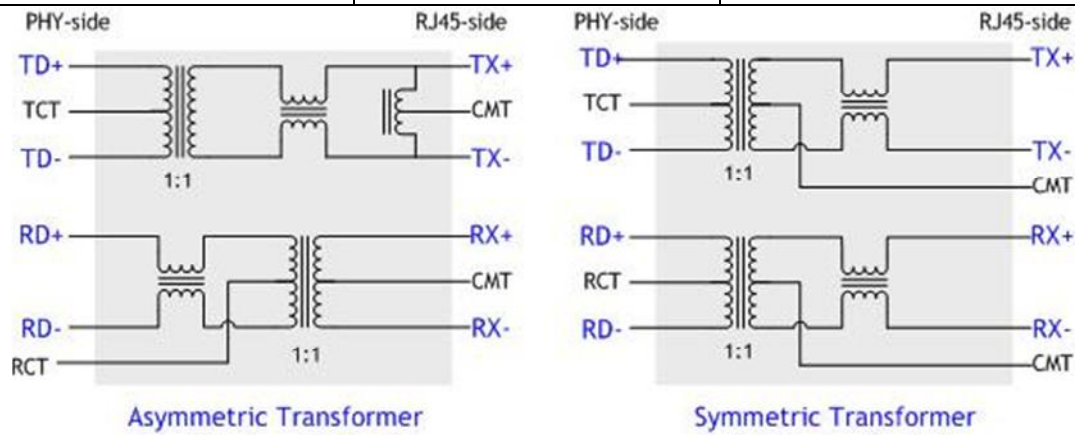 PHY-side RJ45-side
TD+ TX+
TCT CMT
TD- TX-
1:1
RD+ RX+
CMT
RD- RX-
RCT
1:1
Asymmetric Transformer
PHY-side RJ45-side
TD+ TX+
TCT
TD- TX-
1:1
CMT
RD+ RX+
RCT
RD- RX-
1:1
CMT
Symmetric Transformer